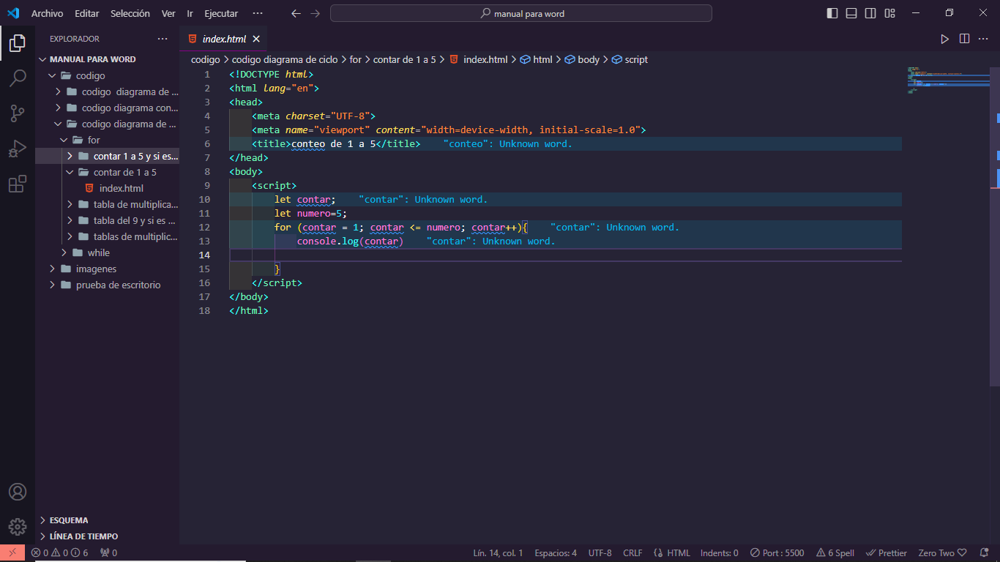 Archivo Editar Selección Ver Ir Ejecutar ··· manual para word
EXPLORADOR ···
MANUAL PARA WORD
codigo
codigo diagrama de ...
codigo diagrama con...
codigo diagrama de ...
for
contar 1 a 5 y si es...
contar de 1 a 5
index.html
tabla de multiplica...
tabla del 9 y si es ...
tablas de multiplic...
while
imagenes
prueba de escritorio
ESQUEMA
LÍNEA DE TIEMPO
index.html
codigo > codigo diagrama de ciclo > for > contar de 1 a 5 > index.html > html > body > script
1 <!DOCTYPE html>
2 <html lang="en">
3 <head>
4 <meta charset="UTF-8">
5 <meta name="viewport" content="width=device-width, initial-scale=1.0">
6 <title>conteo de 1 a 5</title> "conteo": Unknown word.
7 </head>
8 <body>
9 <script>
10 let contar; "contar": Unknown word.
11 let numero=5;
12 for (contar = 1; contar <= numero; contar++){ "contar": Unknown word.
13 console.log(contar) "contar": Unknown word.
14
15 }
16 </script>
17 </body>
18 </html>
0 0 6 0 Lín. 14, col. 1 Espacios: 4 UTF-8 CRLF HTML Indents: 0 Port : 5500 6 Spell Prettier Zero Two